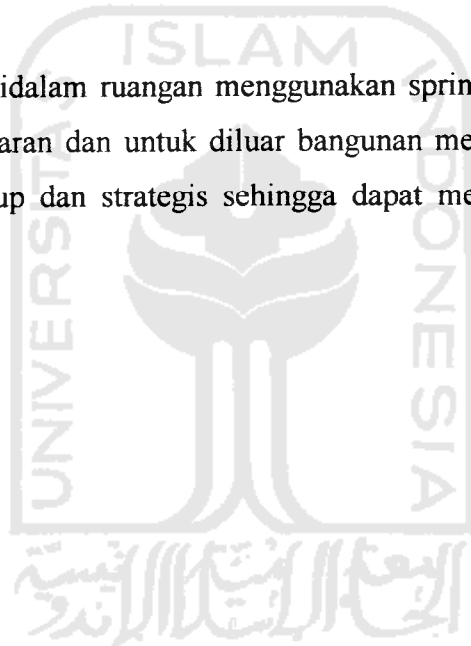 ISLAM
UNIVERSITAS
INDONESIA
idalam ruangan menggunakan sprin
aran dan untuk diluar bangunan me
up dan strategis sehingga dapat me